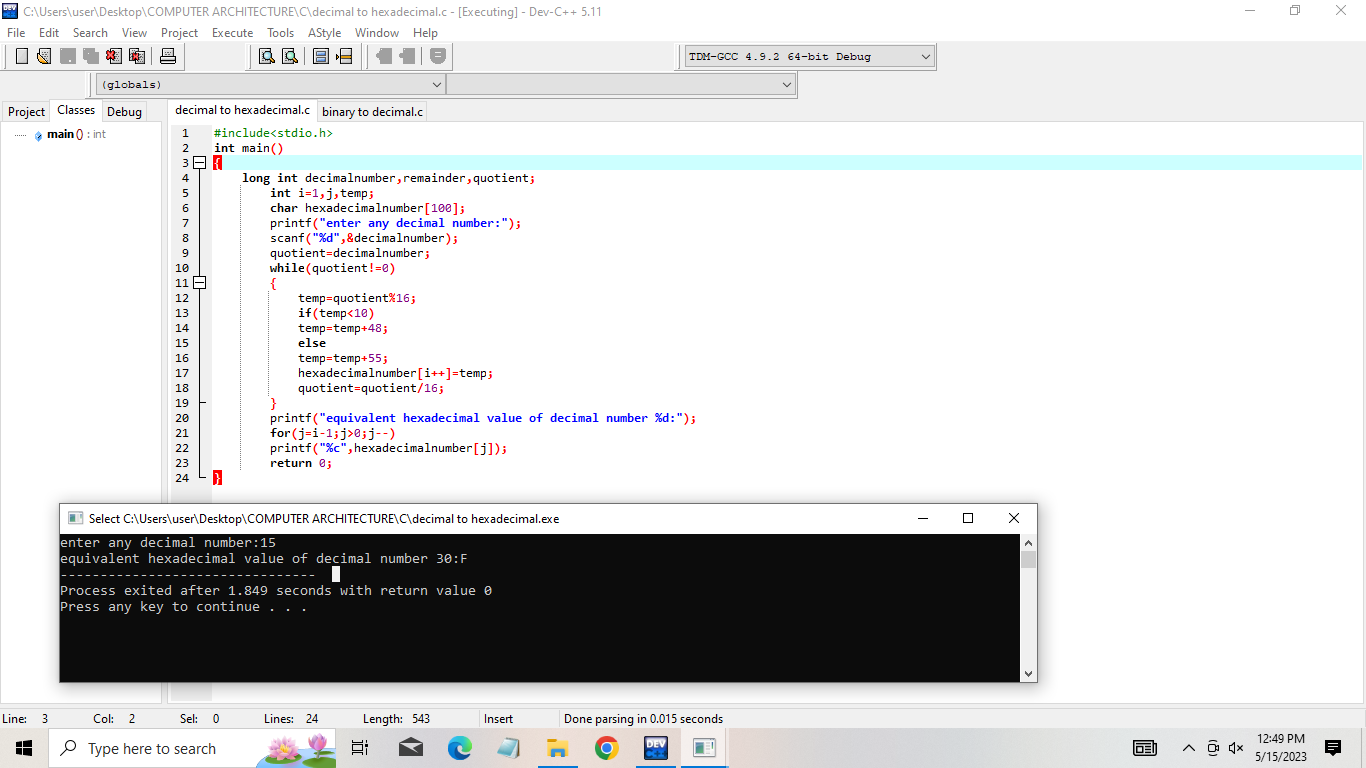 C:\Users\user\Desktop\COMPUTER ARCHITECTURE\C\decimal to hexadecimal.c - [Executing] - Dev-C++ 5.11
File Edit Search View Project Execute Tools AStyle Window Help
TDM-GCC 4.9.2 64-bit Debug
(globals)
Project Classes Debug
decimal to hexadecimal.c binary to decimal.c
main () : int
1 #include<stdio.h>
2 int main()
3 {
4 long int decimalnumber,remainder,quotient;
5 int i=1,j,temp;
6 char hexadecimalnumber[100];
7 printf("enter any decimal number:");
8 scanf("%d",&decimalnumber);
9 quotient=decimalnumber;
10 while(quotient!=0)
11 {
12 temp=quotient%16;
13 if(temp<10)
14 temp=temp+48;
15 else
16 temp=temp+55;
17 hexadecimalnumber[i++]=temp;
18 quotient=quotient/16;
19 }
20 printf("equivalent hexadecimal value of decimal number %d:");
21 for(j=i-1;j>0;j--)
22 printf("%c",hexadecimalnumber[j]);
23 return 0;
24 }
Select C:\Users\user\Desktop\COMPUTER ARCHITECTURE\C\decimal to hexadecimal.exe
enter any decimal number:15
equivalent hexadecimal value of decimal number 30:F
--------------------------------
Process exited after 1.849 seconds with return value 0
Press any key to continue . . .
Line: 3 Col: 2 Sel: 0 Lines: 24 Length: 543 Insert Done parsing in 0.015 seconds
Type here to search
DEV
12:49 PM
5/15/2023